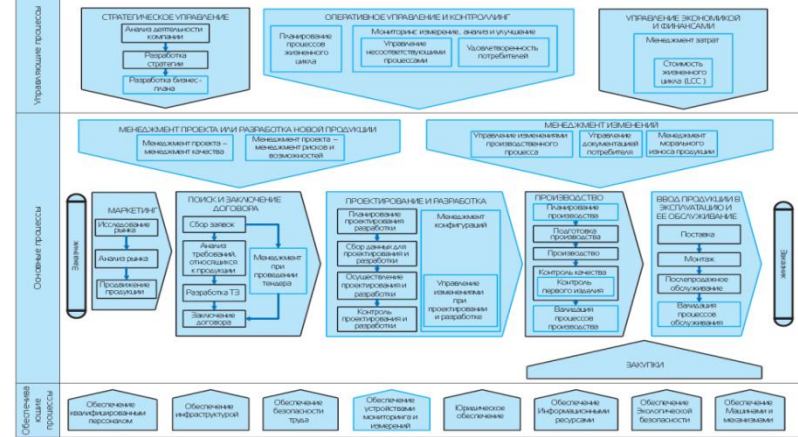 Управляющие процессы
СТРАТЕГИЧЕСКОЕ УПРАВЛЕНИЕ
Анализ деятельности
компании
Разработка
стратегии
Разработка бизнес-
плана
ОПЕРАТИВНОЕ УПРАВЛЕНИЕ И КОНТРОЛЛИНГ
Планирование
процессов
жизненного
цикла
Мониторинг измерение, анализ и улучшение
Управление
несоответствующими
процессами
Удовлетворенность
потребителей
УПРАВЛЕНИЕ ЭКОНОМИКОЙ
И ФИНАНСАМИ
Менеджмент затрат
Стоимость
жизненного
цикла (LCC)
Основные процессы
МЕНЕДЖМЕНТ ПРОЕКТА ИЛИ РАЗРАБОТКА НОВОЙ ПРОДУКЦИИ
Менеджмент проекта –
менеджмент качества
Менеджмент проекта –
менеджмент рисков и
возможностей
МЕНЕДЖМЕНТ ИЗМЕНЕНИЙ
Управление изменениями
производственного
процесса
Управление
документацией
потребителя
Менеджмент
морального
износа продукции
Заказчик
МАРКЕТИНГ
Исследование
рынка
Анализ рынка
Продвижение
продукции
ПОИСК И ЗАКЛЮЧЕНИЕ
ДОГОВОРА
Сбор заявок
Анализ
требований,
относящихся
к продукции
Разработка ТЗ
Заключение
договора
Менеджмент
при
проведении
тендера
ПРОЕКТИРОВАНИЕ И РАЗРАБОТКА
Планирование
проектирования и
разработки
Сбор данных для
проектирования и
разработки
Осуществление
проектирования и
разработки
Контроль
проектирования и
разработки
Менеджмент
конфигураций
Управление
изменениями
при
проектировании
и разработке
ПРОИЗВОДСТВО
Планирование
производства
Подготовка
производства
Производство
Контроль качества
Контроль
первого изделия
Валидация
процессов
производства
ВВОД ПРОДУКЦИИ В
ЭКСПЛУАТАЦИЮ И
ЕЕ ОБСЛУЖИВАНИЕ
Поставка
Монтаж
Послепродажное
обслуживание
Валидация
процессов
обслуживания
Заказчик
ЗАКУПКИ
Обеспечива
ющие
процессы
Обеспечение
квалифицированным
персоналом
Обеспечение
инфраструктурой
Обеспечение
безопасности
труда
Обеспечение
устройствами
мониторинга и
измерений
Юридическое
обеспечение
Обеспечение
Информационными
ресурсами
Обеспечение
Экологической
безопасности
Обеспечение
Машинами и
механизмами